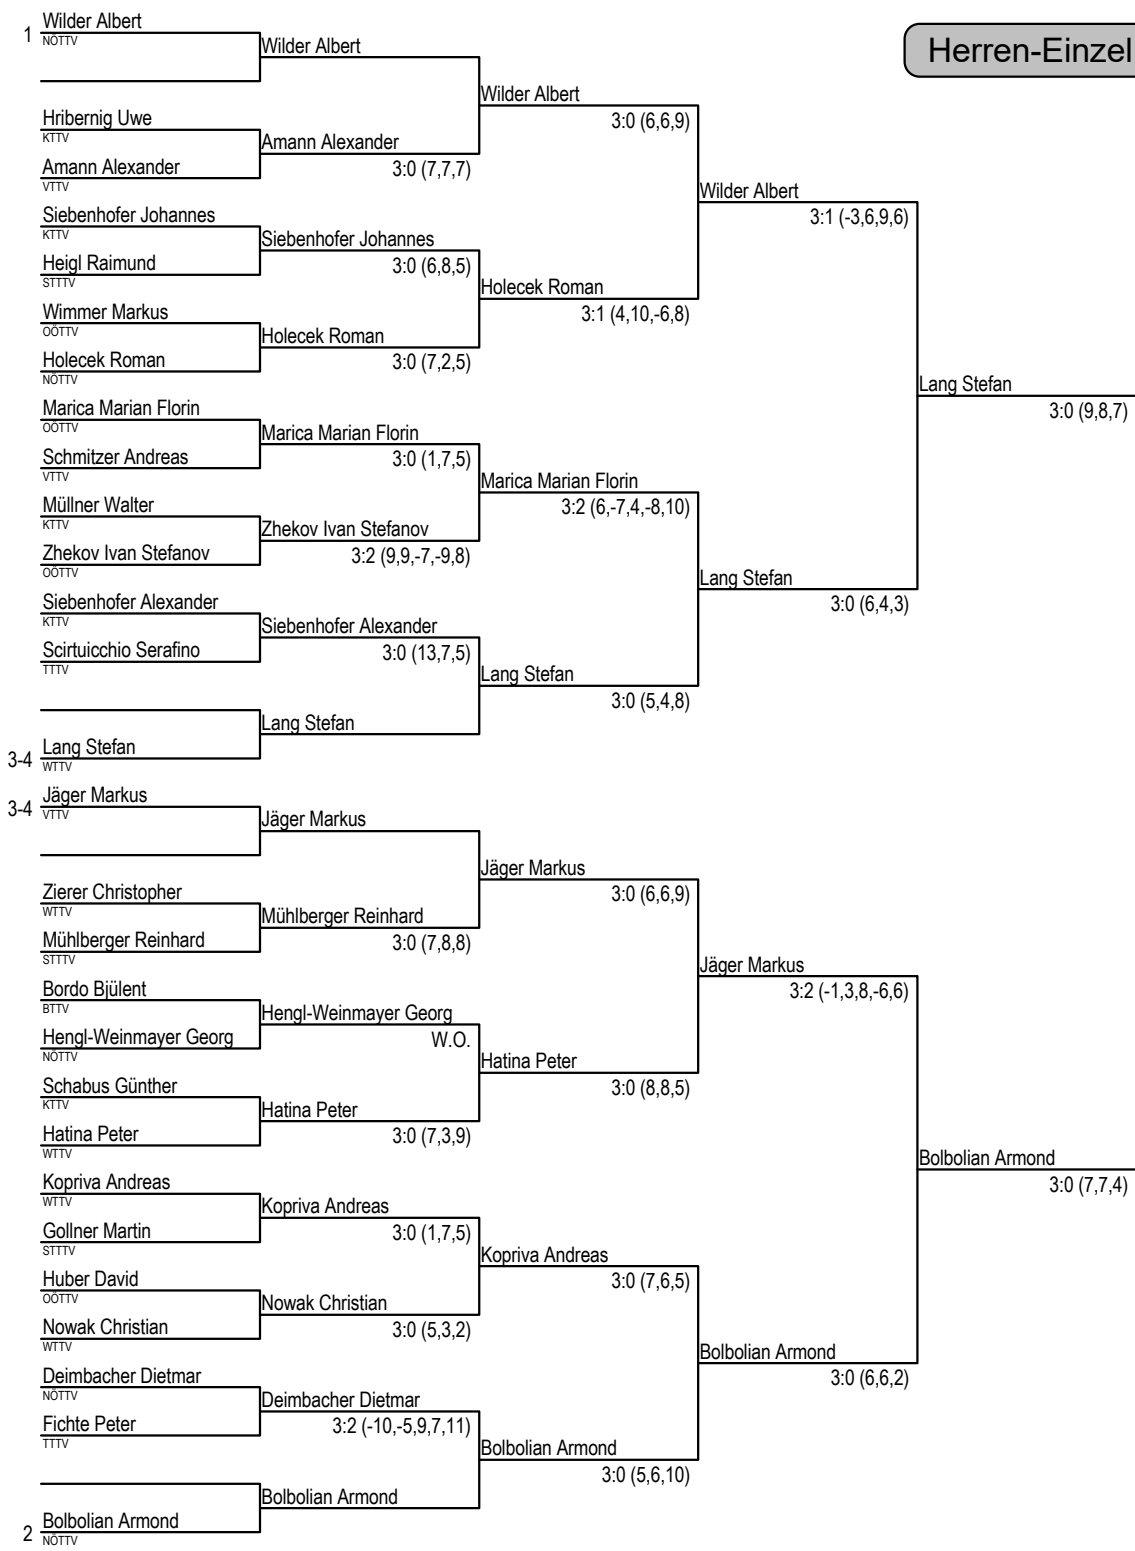 Herren-Einzel
1 Wilder Albert
NÖTTV
Wilder Albert
Wilder Albert
3:0 (6,6,9)
Hribernig Uwe
KTTV
Amann Alexander
3:0 (7,7,7)
Amann Alexander
VTTV
Wilder Albert
3:1 (-3,6,9,6)
Siebenhofer Johannes
KTTV
Siebenhofer Johannes
3:0 (6,8,5)
Heigl Raimund
STTTV
Holecek Roman
3:1 (4,10,-6,8)
Wimmer Markus
OÖTTV
Holecek Roman
3:0 (7,2,5)
Holecek Roman
NÖTTV
Lang Stefan
3:0 (9,8,7)
Marica Marian Florin
OÖTTV
Marica Marian Florin
3:0 (1,7,5)
Schmitzer Andreas
VTTV
Marica Marian Florin
3:2 (6,-7,4,-8,10)
Müllner Walter
KTTV
Zhekov Ivan Stefanov
3:2 (9,9,-7,-9,8)
Zhekov Ivan Stefanov
OÖTTV
Lang Stefan
3:0 (6,4,3)
Siebenhofer Alexander
KTTV
Siebenhofer Alexander
3:0 (13,7,5)
Scirtuicchio Serafino
TTTV
Lang Stefan
3:0 (5,4,8)
Lang Stefan
3-4 Lang Stefan
WTTV
3-4 Jäger Markus
VTTV
Jäger Markus
Jäger Markus
3:0 (6,6,9)
Zierer Christopher
WTTV
Mühlberger Reinhard
3:0 (7,8,8)
Mühlberger Reinhard
STTTV
Jäger Markus
3:2 (-1,3,8,-6,6)
Bordo Bjülent
BTTV
Hengl-Weinmayer Georg
W.O.
Hengl-Weinmayer Georg
NÖTTV
Hatina Peter
3:0 (8,8,5)
Schabus Günther
KTTV
Hatina Peter
3:0 (7,3,9)
Hatina Peter
WTTV
Bolbolian Armond
3:0 (7,7,4)
Kopriva Andreas
WTTV
Kopriva Andreas
3:0 (1,7,5)
Gollner Martin
STTTV
Kopriva Andreas
3:0 (7,6,5)
Huber David
OÖTTV
Nowak Christian
3:0 (5,3,2)
Nowak Christian
WTTV
Bolbolian Armond
3:0 (6,6,2)
Deimbacher Dietmar
NÖTTV
Deimbacher Dietmar
3:2 (-10,-5,9,7,11)
Fichte Peter
TTTV
Bolbolian Armond
3:0 (5,6,10)
Bolbolian Armond
2 Bolbolian Armond
NÖTTV